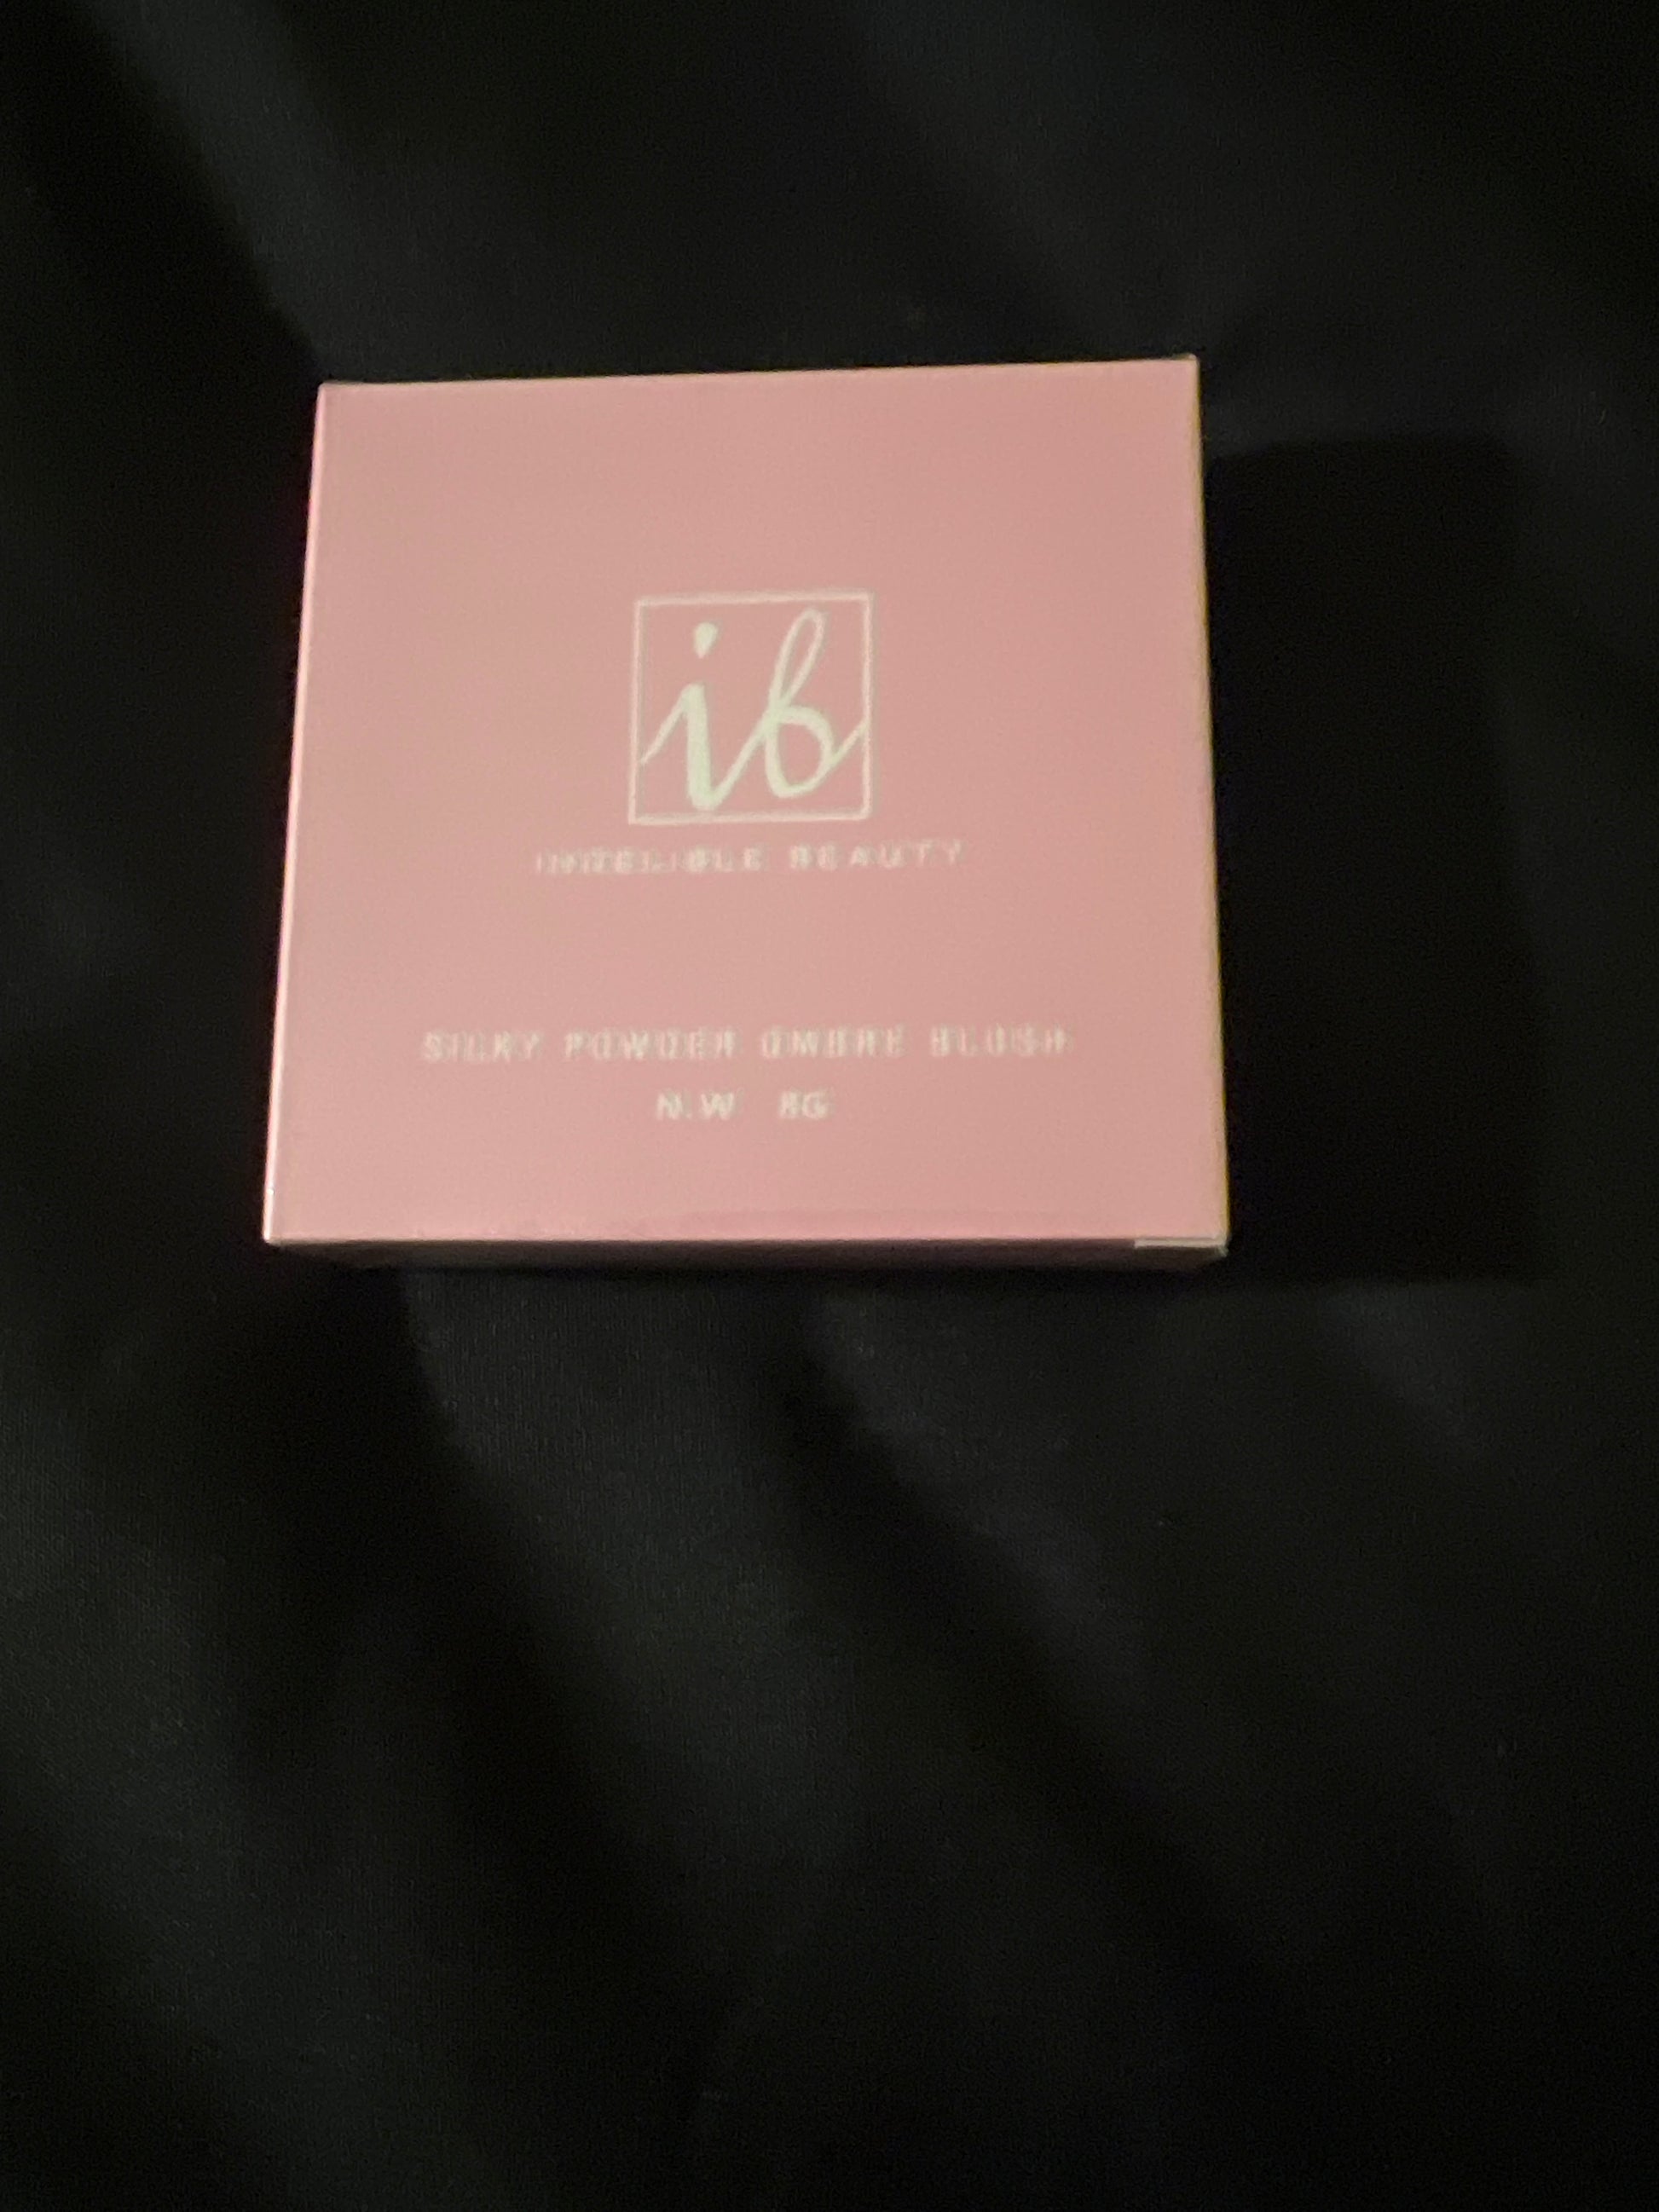 ib
INDELIBLE BEAUTY
SILKY POWDER OMBRE BLUSH
N.W 8G